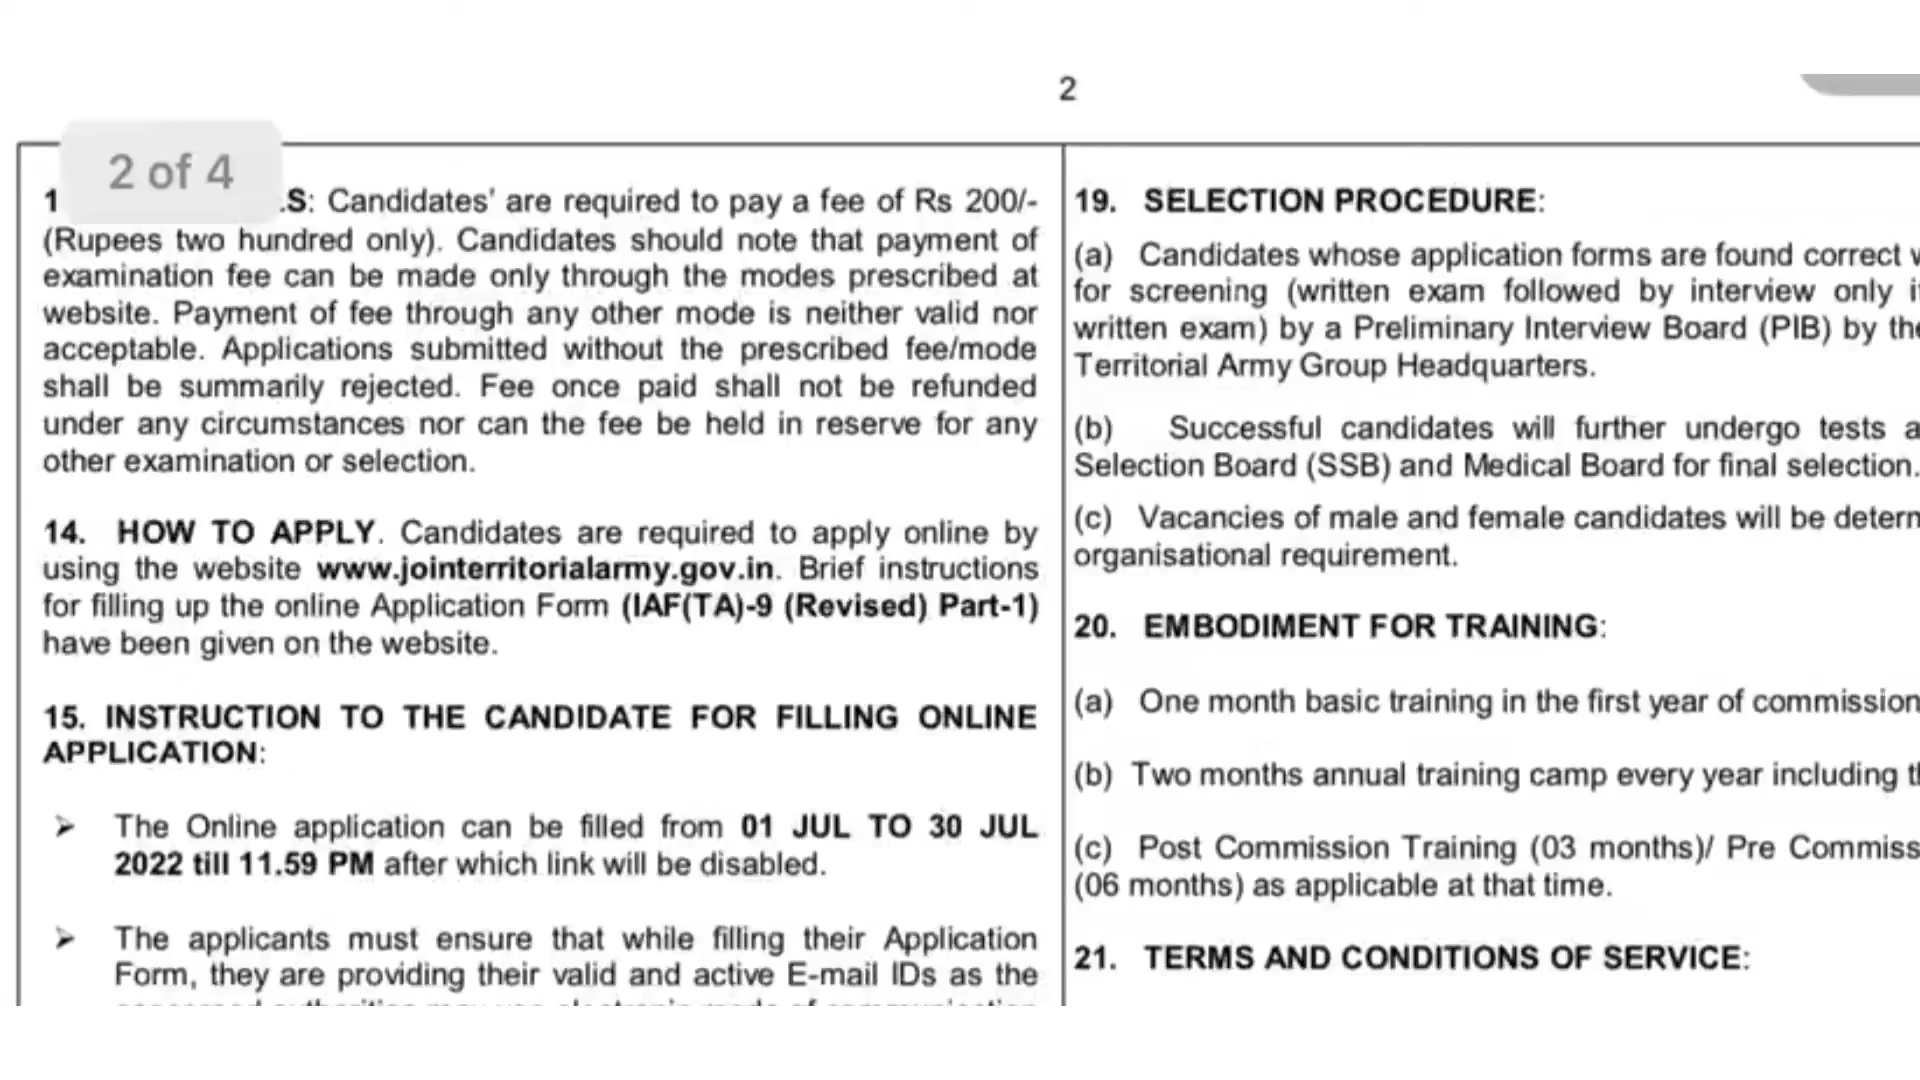 2
2 of 4
1 .S: Candidates' are required to pay a fee of Rs 200/-
(Rupees two hundred only). Candidates should note that payment of
examination fee can be made only through the modes prescribed at
website. Payment of fee through any other mode is neither valid nor
acceptable. Applications submitted without the prescribed fee/mode
shall be summarily rejected. Fee once paid shall not be refunded
under any circumstances nor can the fee be held in reserve for any
other examination or selection.
14. HOW TO APPLY. Candidates are required to apply online by
using the website www.jointerritorialarmy.gov.in. Brief instructions
for filling up the online Application Form (IAF(TA)-9 (Revised) Part-1)
have been given on the website.
15. INSTRUCTION TO THE CANDIDATE FOR FILLING ONLINE
APPLICATION:
➢ The Online application can be filled from 01 JUL TO 30 JUL
2022 till 11.59 PM after which link will be disabled.
➢ The applicants must ensure that while filling their Application
Form, they are providing their valid and active E-mail IDs as the
19. SELECTION PROCEDURE:
(a) Candidates whose application forms are found correct
for screening (written exam followed by interview only
written exam) by a Preliminary Interview Board (PIB) by
Territorial Army Group Headquarters.
(b) Successful candidates will further undergo tests
Selection Board (SSB) and Medical Board for final selection.
(c) Vacancies of male and female candidates will be
organisational requirement.
20. EMBODIMENT FOR TRAINING:
(a) One month basic training in the first year of commission
(b) Two months annual training camp every year including
(c) Post Commission Training (03 months)/ Pre
(06 months) as applicable at that time.
21. TERMS AND CONDITIONS OF SERVICE: